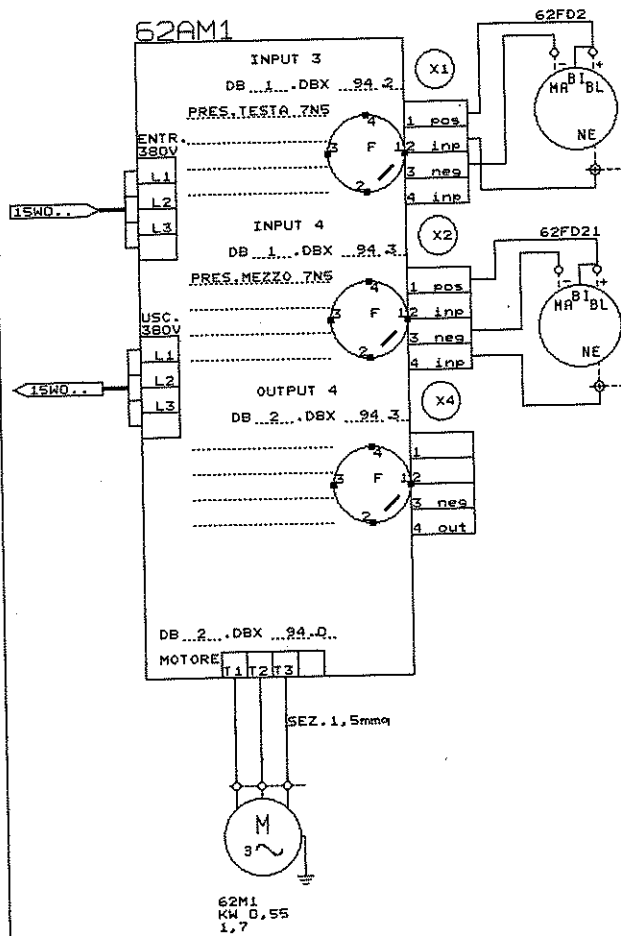 62AM1
62FD2
INPUT 3
X1
DB 1 .DBX 94.2
MA BI BL
- +
NE
PRES.TESTA 7N5
ENTR.
380V
L1
L2
L3
15WO..
4
3 F 1
2
1 pos
2 inp
3 neg
4 inp
INPUT 4
X2
DB 1 .DBX 94.3
62FD21
MA BI BL
- +
NE
PRES.MEZZO 7N5
USC.
380V
L1
L2
L3
15WO..
4
3 F 1
2
1 pos
2 inp
3 neg
4 inp
OUTPUT 4
X4
DB 2 .DBX 94.3
4
3 F 1
2
1
2
3 neg
4 out
DB 2 .DBX 94.0
MOTORE T1 T2 T3
SEZ.1,5mmq
M
3
62M1
KW 0,55
1,7